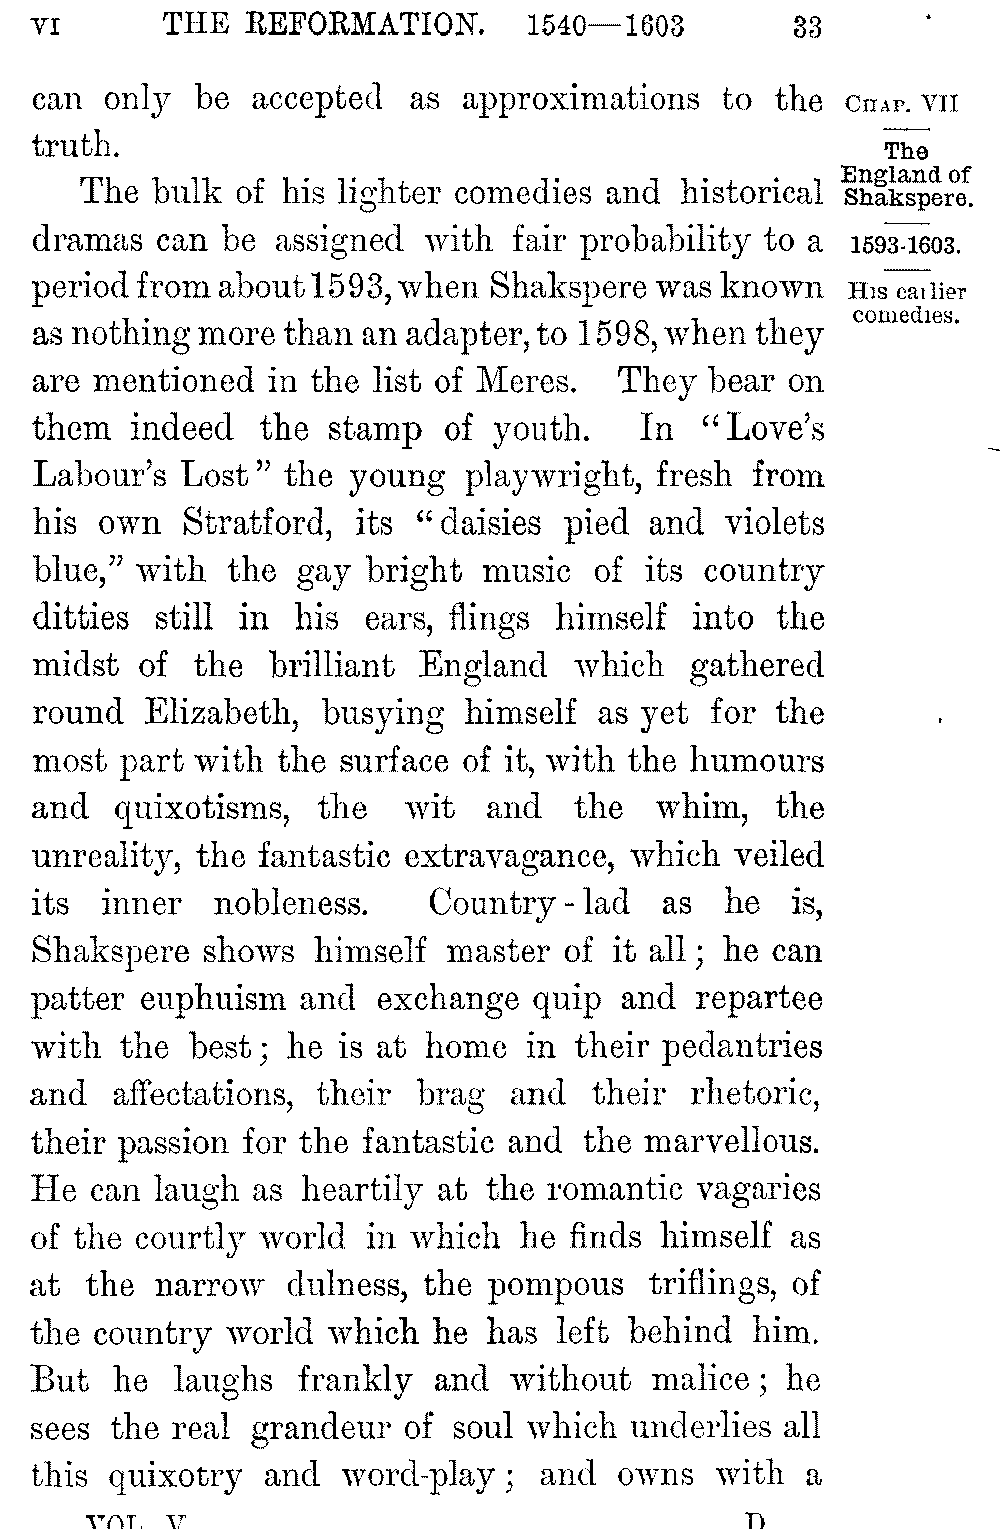 VI THE REFORMATION. 1540—1603 33
can only be accepted as approximations to the
truth.
The bulk of his lighter comedies and historical
dramas can be assigned with fair probability to a
period from about 1593, when Shakspere was known
as nothing more than an adapter, to 1598, when they
are mentioned in the list of Meres. They bear on
them indeed the stamp of youth. In “Love’s
Labour’s Lost” the young playwright, fresh from
his own Stratford, its “daisies pied and violets
blue,” with the gay bright music of its country
ditties still in his ears, flings himself into the
midst of the brilliant England which gathered
round Elizabeth, busying himself as yet for the
most part with the surface of it, with the humours
and quixotisms, the wit and the whim, the
unreality, the fantastic extravagance, which veiled
its inner nobleness. Country-lad as he is,
Shakspere shows himself master of it all; he can
patter euphuism and exchange quip and repartee
with the best; he is at home in their pedantries
and affectations, their brag and their rhetoric,
their passion for the fantastic and the marvellous.
He can laugh as heartily at the romantic vagaries
of the courtly world in which he finds himself as
at the narrow dulness, the pompous triflings, of
the country world which he has left behind him.
But he laughs frankly and without malice; he
sees the real grandeur of soul which underlies all
this quixotry and word-play; and owns with a
CHAP. VII
The
England of
Shakspere.
1593-1603.
His earlier
comedies.
VOL. V. D